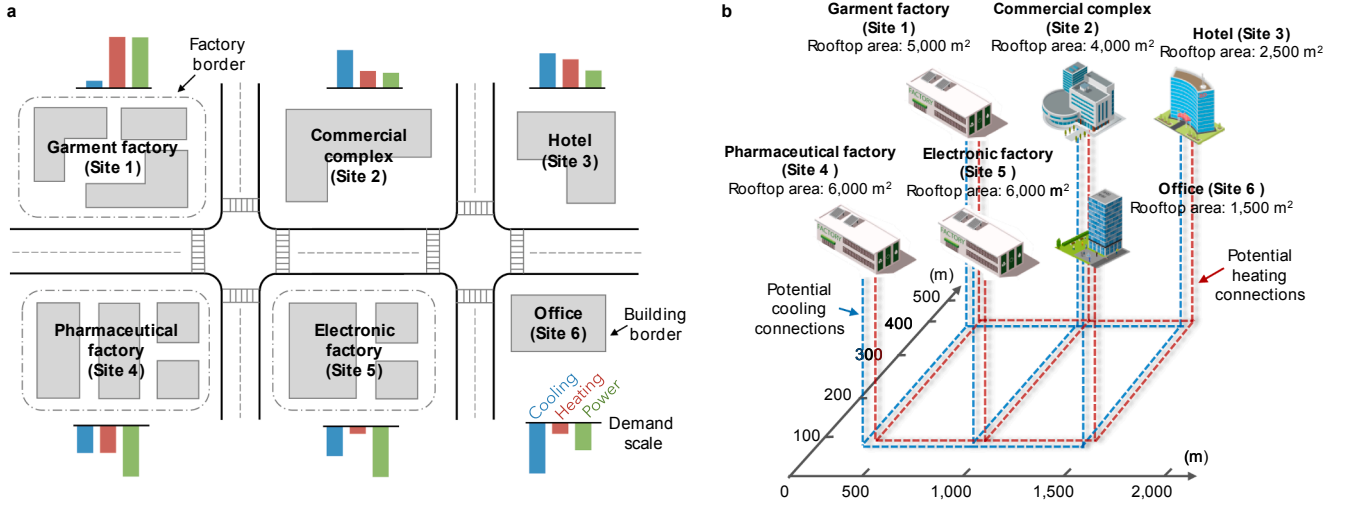 a
Factory
border
Garment factory
(Site 1)
Commercial
complex
(Site 2)
Hotel
(Site 3)
Pharmaceutical
factory
(Site 4)
Electronic
factory
(Site 5)
Office
(Site 6)
Building
border
Cooling
Heating
Power
Demand
scale
b
Garment factory
(Site 1)
Rooftop area: 5,000 m²
Commercial complex
(Site 2)
Rooftop area: 4,000 m²
Hotel (Site 3)
Rooftop area: 2,500 m²
Pharmaceutical factory
(Site 4 )
Rooftop area: 6,000 m²
Electronic factory
(Site 5 )
Rooftop area: 6,000 m²
Office (Site 6 )
Rooftop area: 1,500 m²
FACTORY
FACTORY
FACTORY
Potential
cooling
connections
Potential
heating
connections
(m)
500
400
300
200
100
(m)
0
500
1,000
1,500
2,000